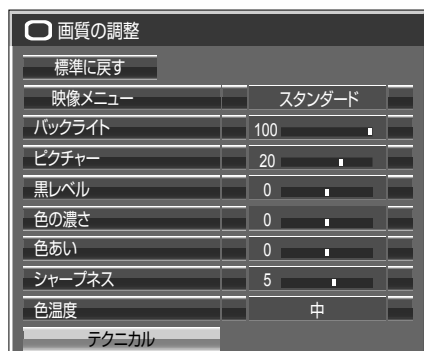 画質の調整
標準に戻す
映像メニュー スタンダード
バックライト 100
ピクチャー 20
黒レベル 0
色の濃さ 0
色あい 0
シャープネス 5
色温度 中
テクニカル